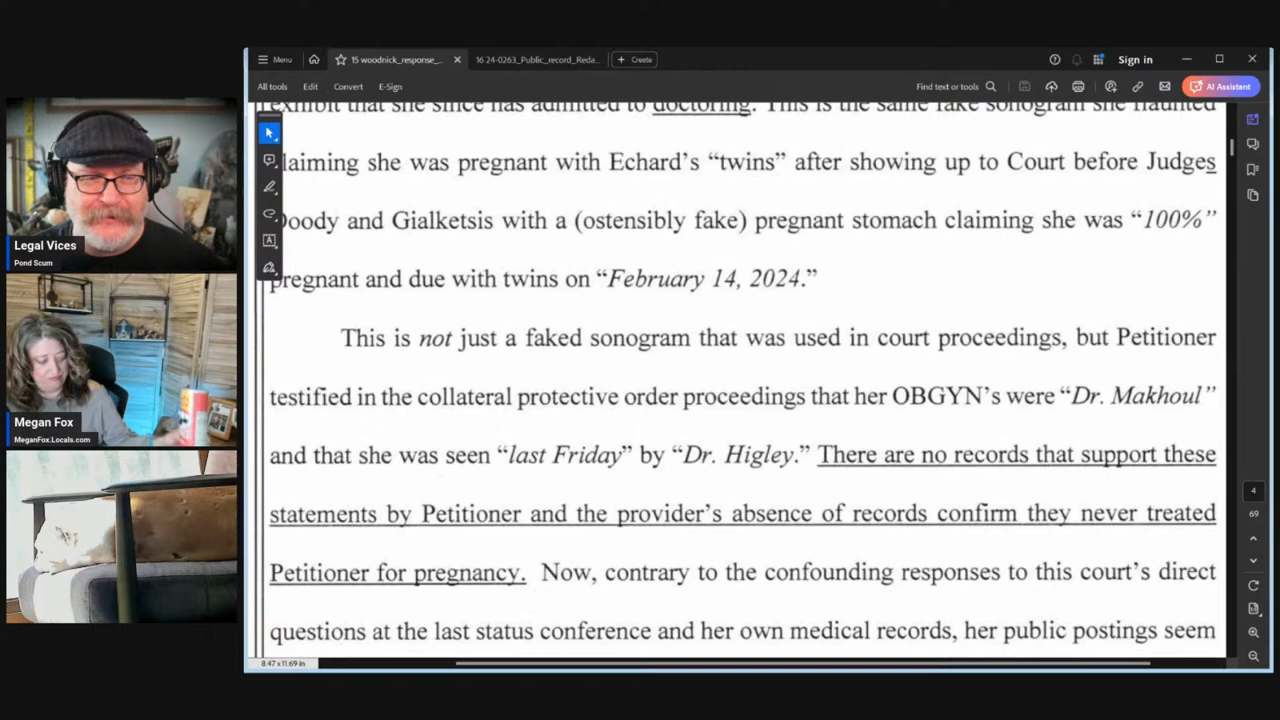 Menu
15 woodnick_response_...
16 24-0263_Public_record_Reda...
Create
Sign in
All tools
Edit
Convert
E-Sign
Find text or tools
AI Assistant
exhibit that she since has admitted to doctoring. This is the same fake sonogram she flaunted
claiming she was pregnant with Echard's “twins” after showing up to Court before Judges
Doody and Gialketsis with a (ostensibly fake) pregnant stomach claiming she was “100%”
pregnant and due with twins on “February 14, 2024.”
This is not just a faked sonogram that was used in court proceedings, but Petitioner
testified in the collateral protective order proceedings that her OBGYN's were “Dr. Makhoul”
and that she was seen “last Friday” by “Dr. Higley.” There are no records that support these
statements by Petitioner and the provider's absence of records confirm they never treated
Petitioner for pregnancy. Now, contrary to the confounding responses to this court's direct
questions at the last status conference and her own medical records, her public postings seem
8.47 x 11.69 in
4
69
Legal Vices
Pond Scum
Megan Fox
MeganFox.Locals.com